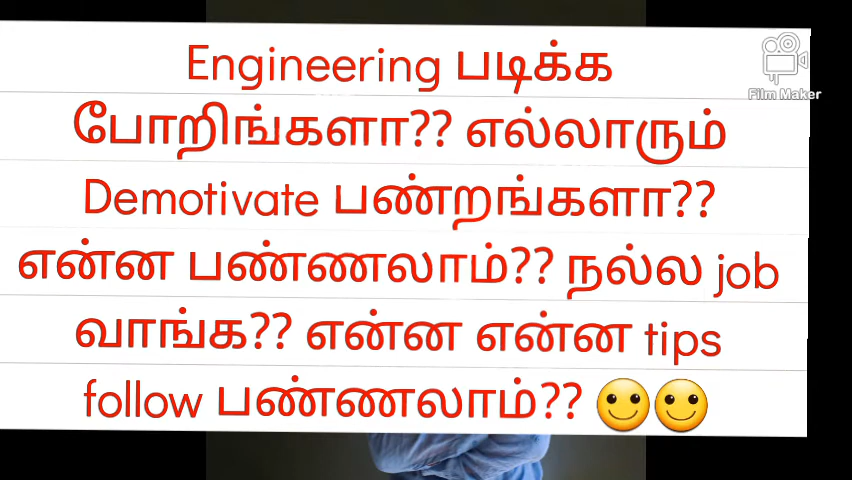 Engineering படிக்க
போறிங்களா?? எல்லாரும்
Demotivate பண்றங்களா??
என்ன பண்ணலாம்?? நல்ல job
வாங்க?? என்ன என்ன tips
follow பண்ணலாம்?? 🙂🙂
Film Maker